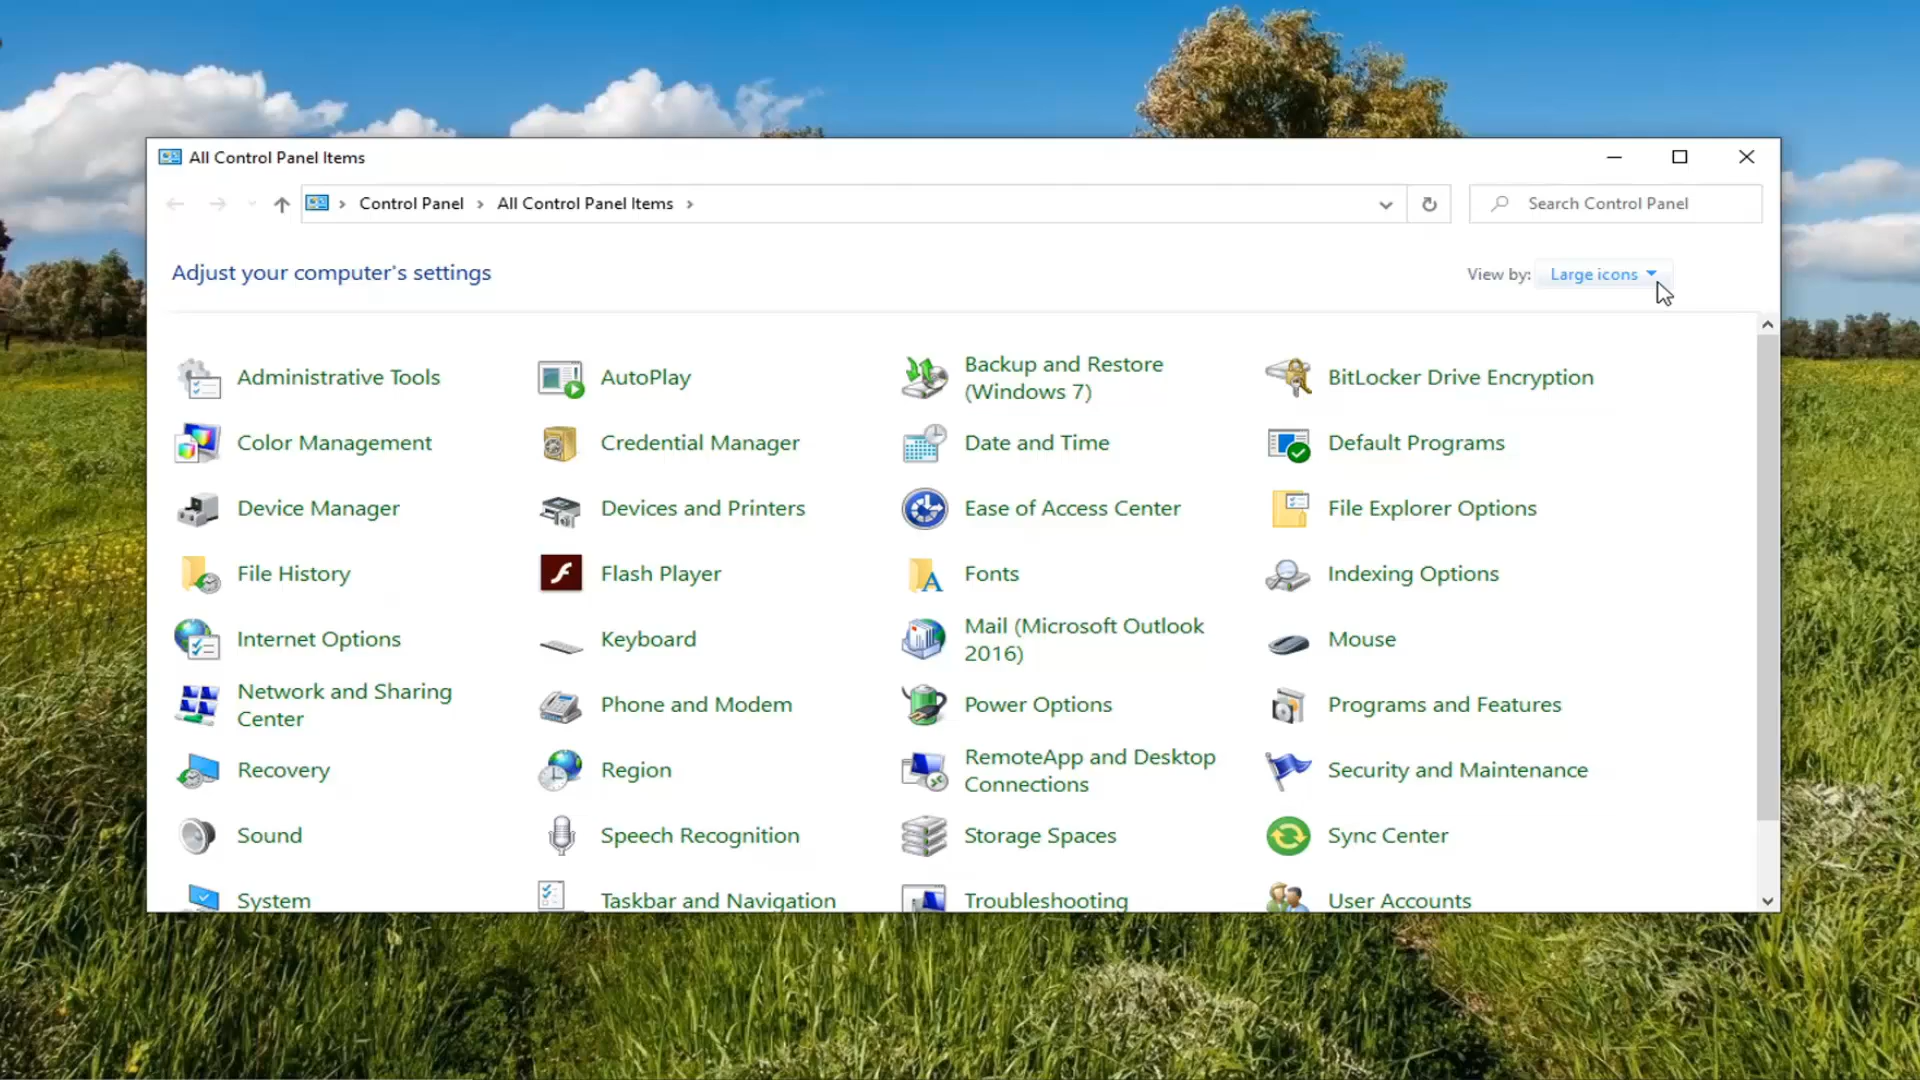 All Control Panel Items
Control Panel
All Control Panel Items
Search Control Panel
Adjust your computer's settings
View by:
Large icons
Administrative Tools
AutoPlay
Backup and Restore
(Windows 7)
BitLocker Drive Encryption
Color Management
Credential Manager
Date and Time
Default Programs
Device Manager
Devices and Printers
Ease of Access Center
File Explorer Options
File History
Flash Player
Fonts
Indexing Options
Internet Options
Keyboard
Mail (Microsoft Outlook
2016)
Mouse
Network and Sharing
Center
Phone and Modem
Power Options
Programs and Features
Recovery
Region
RemoteApp and Desktop
Connections
Security and Maintenance
Sound
Speech Recognition
Storage Spaces
Sync Center
System
Taskbar and Navigation
Troubleshooting
User Accounts